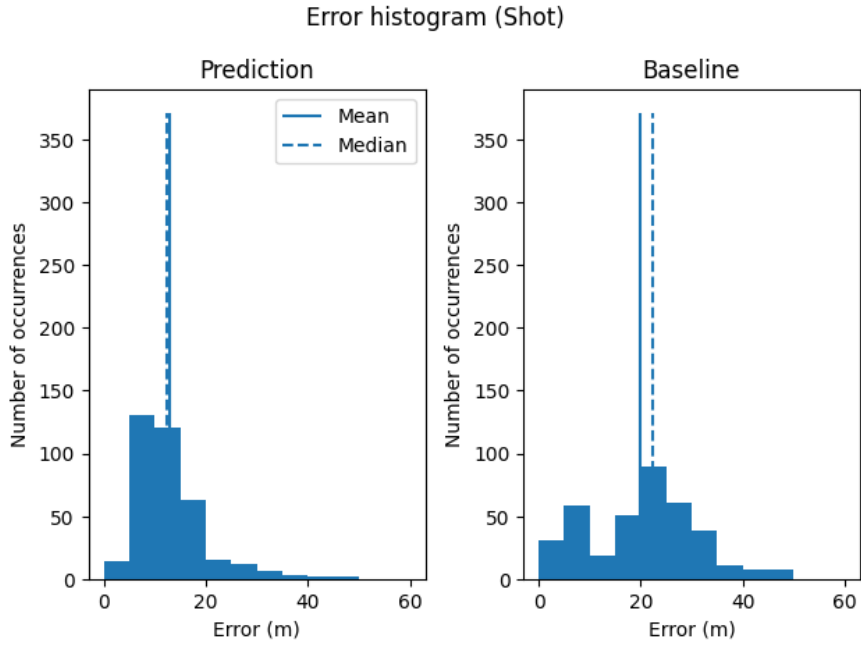 Error histogram (Shot)
Prediction
Baseline
Mean
Median
Number of occurrences
350
300
250
200
150
100
50
0
0
20
40
60
Error (m)
Number of occurrences
350
300
250
200
150
100
50
0
0
20
40
60
Error (m)